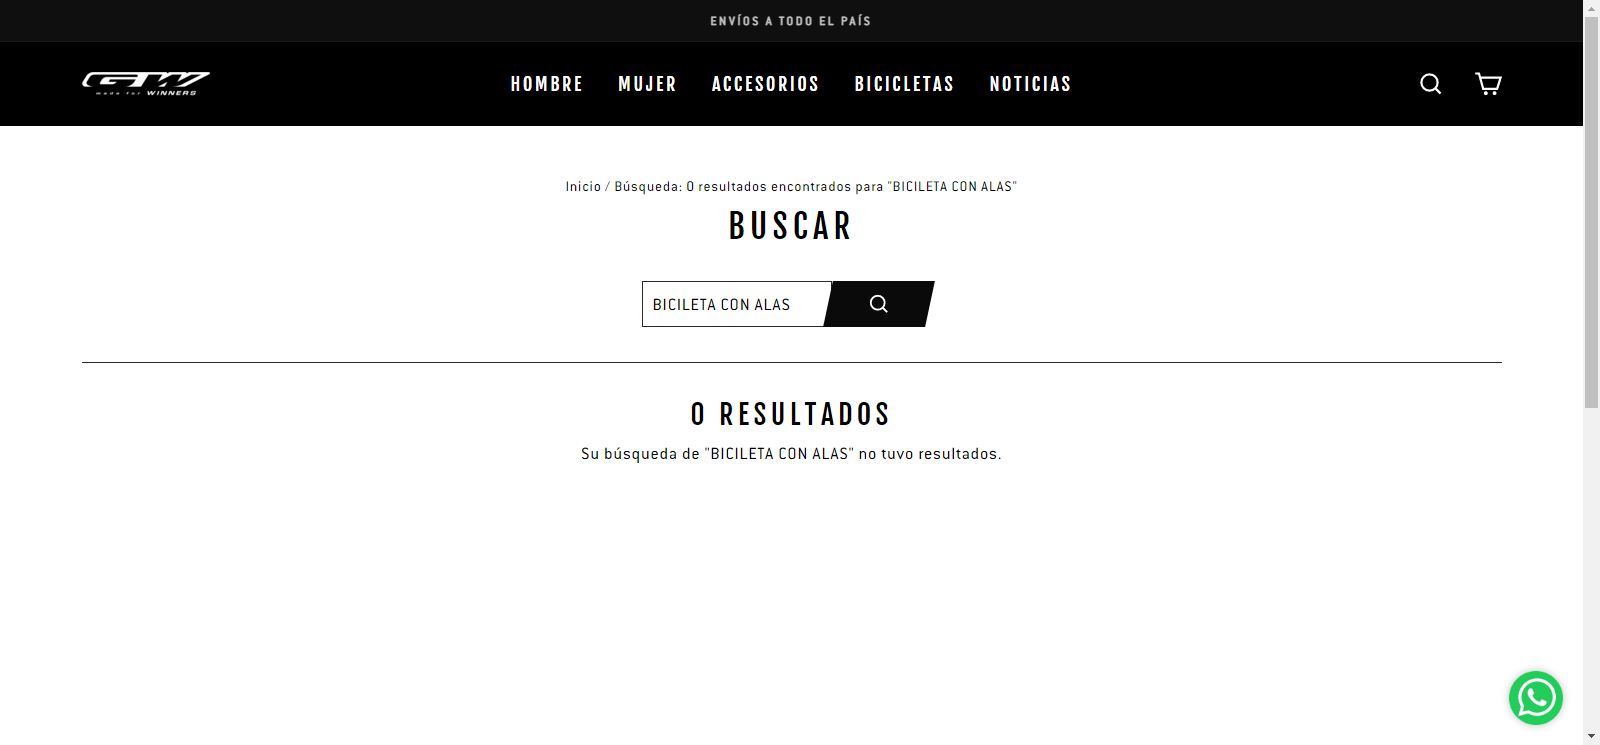 ENVÍOS A TODO EL PAÍS
GW
made for WINNERS
HOMBRE MUJER ACCESORIOS BICICLETAS NOTICIAS
Inicio / Búsqueda: 0 resultados encontrados para "BICILETA CON ALAS"
BUSCAR
BICILETA CON ALAS
0 RESULTADOS
Su búsqueda de "BICILETA CON ALAS" no tuvo resultados.